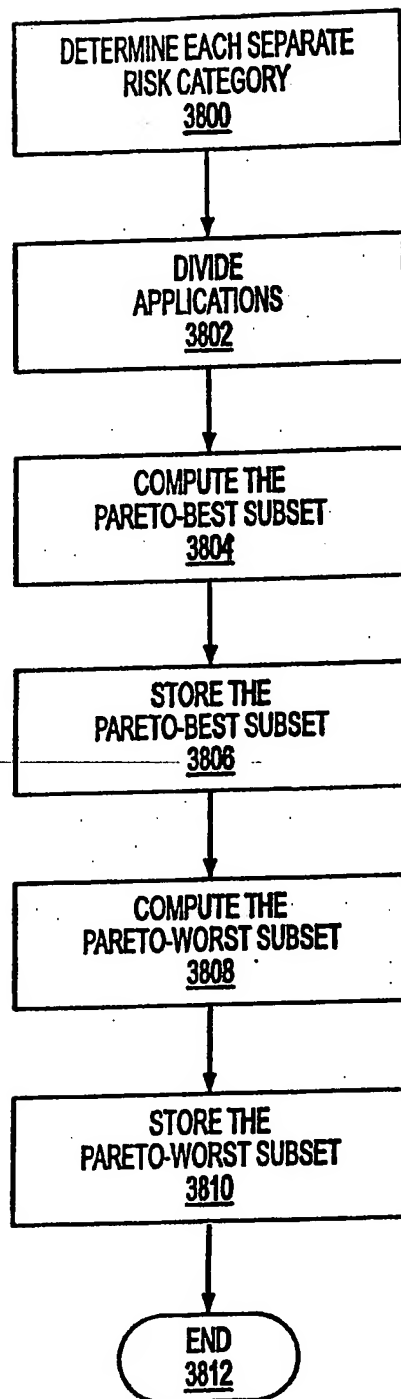 DETERMINE EACH SEPARATE
RISK CATEGORY
3800
DIVIDE
APPLICATIONS
3802
COMPUTE THE
PARETO-BEST SUBSET
3804
STORE THE
PARETO-BEST SUBSET
3806
COMPUTE THE
PARETO-WORST SUBSET
3808
STORE THE
PARETO-WORST SUBSET
3810
END
3812